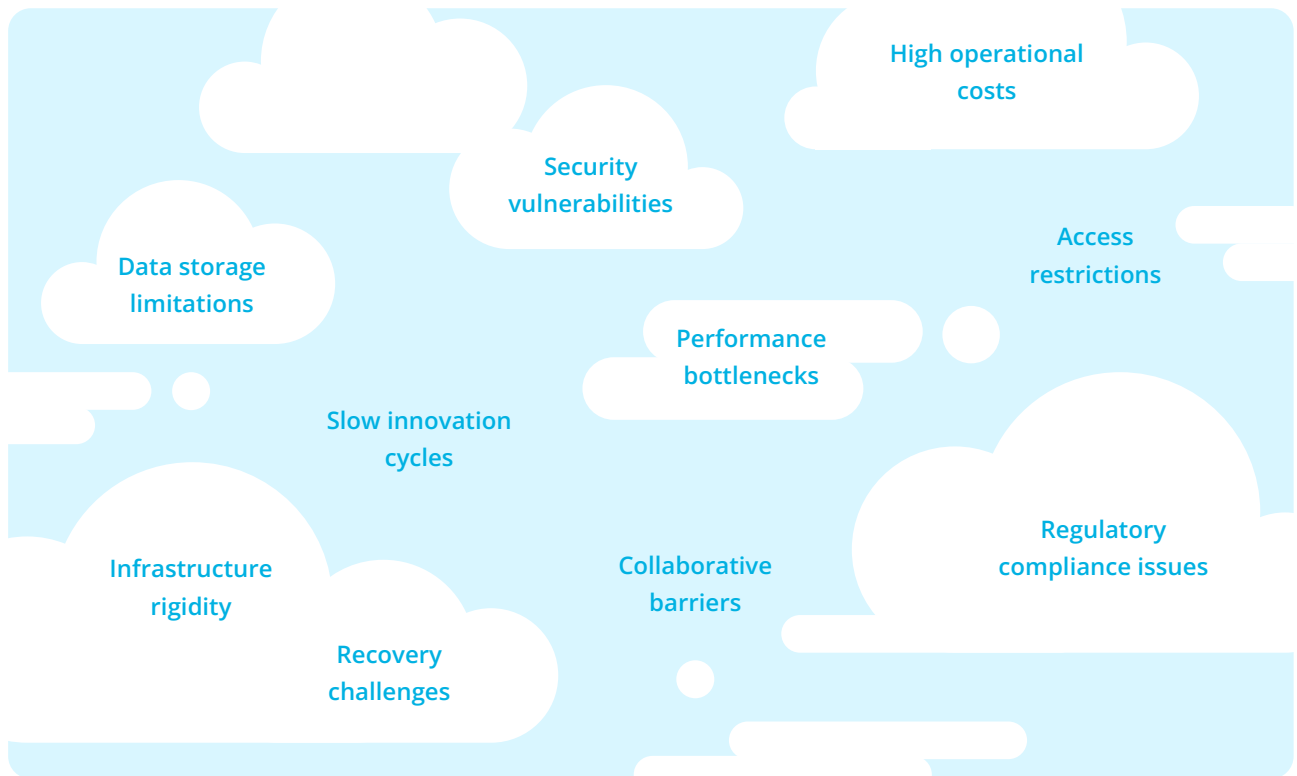 High operational
costs
Security
vulnerabilities
Access
restrictions
Data storage
limitations
Performance
bottlenecks
Slow innovation
cycles
Regulatory
compliance issues
Infrastructure
rigidity
Collaborative
barriers
Recovery
challenges